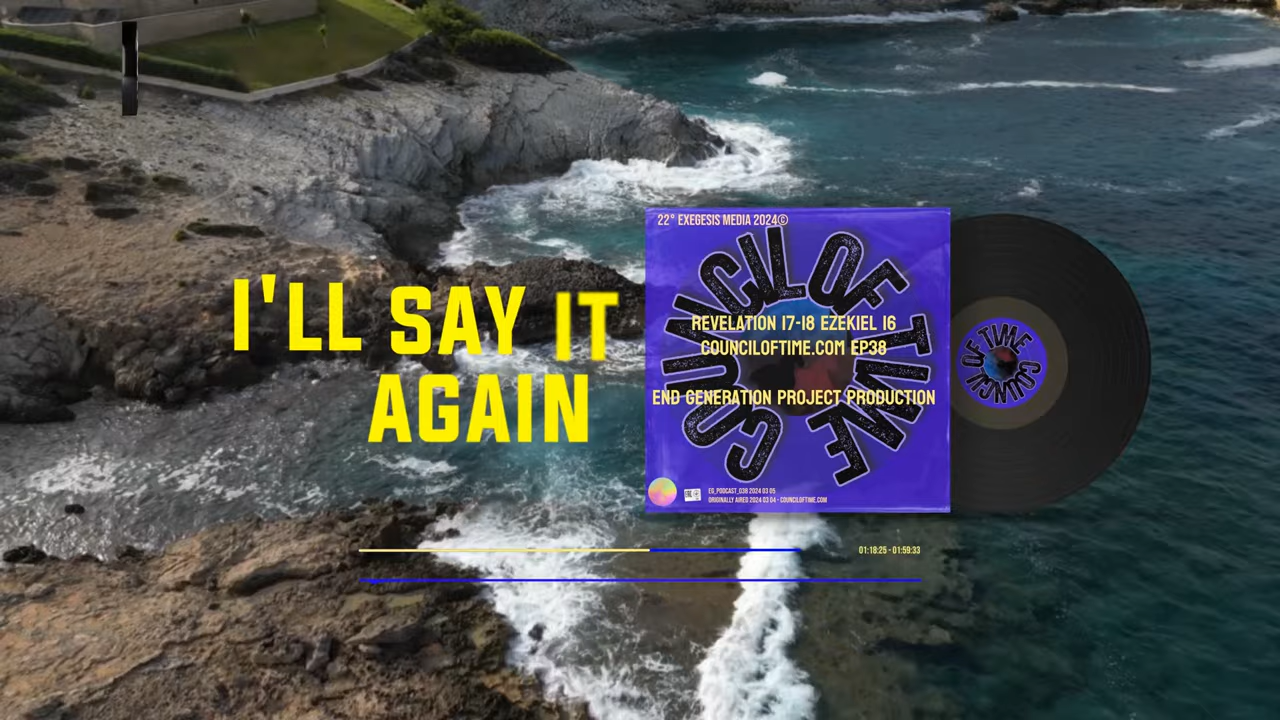 I'LL SAY IT
AGAIN
22° EXEGESIS MEDIA 2024©
COUNCIL OF TIME
REVELATION 17-18 EZEKIEL 16
COUNCILOFTIME.COM EP38
END GENERATION PROJECT PRODUCTION
EG_PODCAST_038 2024 03 05
ORIGINALLY AIRED 2024 03 04 - COUNCILOFTIME.COM
COUNCIL OF TIME
01:18:25 - 01:59:33